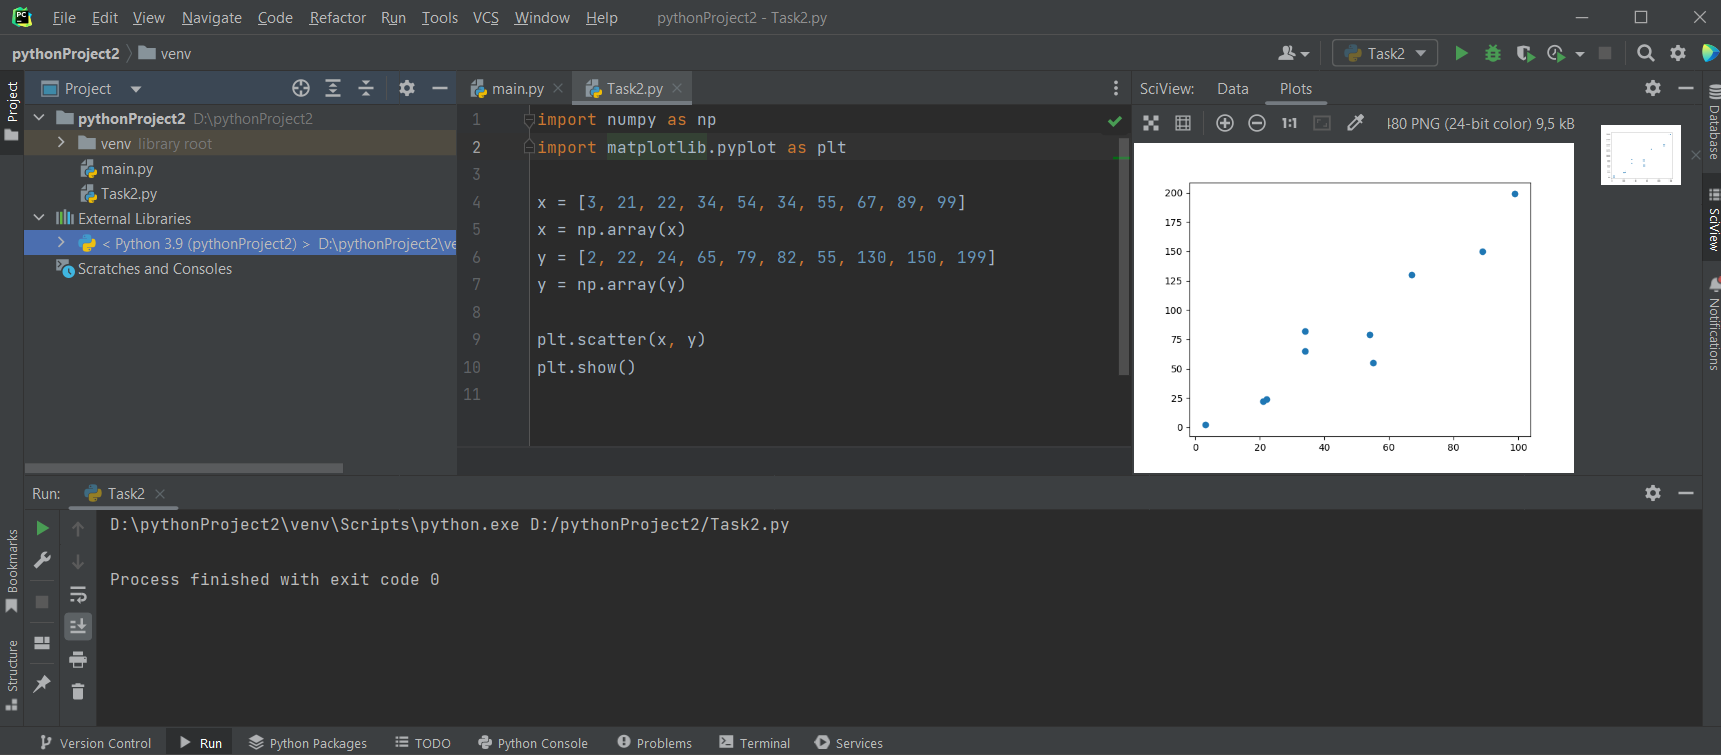 PC File Edit View Navigate Code Refactor Run Tools VCS Window Help pythonProject2 - Task2.py
pythonProject2 venv Task2
Project
Project
main.py Task2.py
SciView: Data Plots
pythonProject2 D:\pythonProject2
venv library root
main.py
Task2.py
External Libraries
< Python 3.9 (pythonProject2) > D:\pythonProject2\ve
Scratches and Consoles
1 import numpy as np
2 import matplotlib.pyplot as plt
3
4 x = [3, 21, 22, 34, 54, 34, 55, 67, 89, 99]
5 x = np.array(x)
6 y = [2, 22, 24, 65, 79, 82, 55, 130, 150, 199]
7 y = np.array(y)
8
9 plt.scatter(x, y)
10 plt.show()
11
1:1 480 PNG (24-bit color) 9,5 kB
200
175
150
125
100
75
50
25
0
0 20 40 60 80 100
Database
SciView
Notifications
Run: Task2
D:\pythonProject2\venv\Scripts\python.exe D:/pythonProject2/Task2.py
Process finished with exit code 0
Bookmarks
Structure
Version Control Run Python Packages TODO Python Console Problems Terminal Services